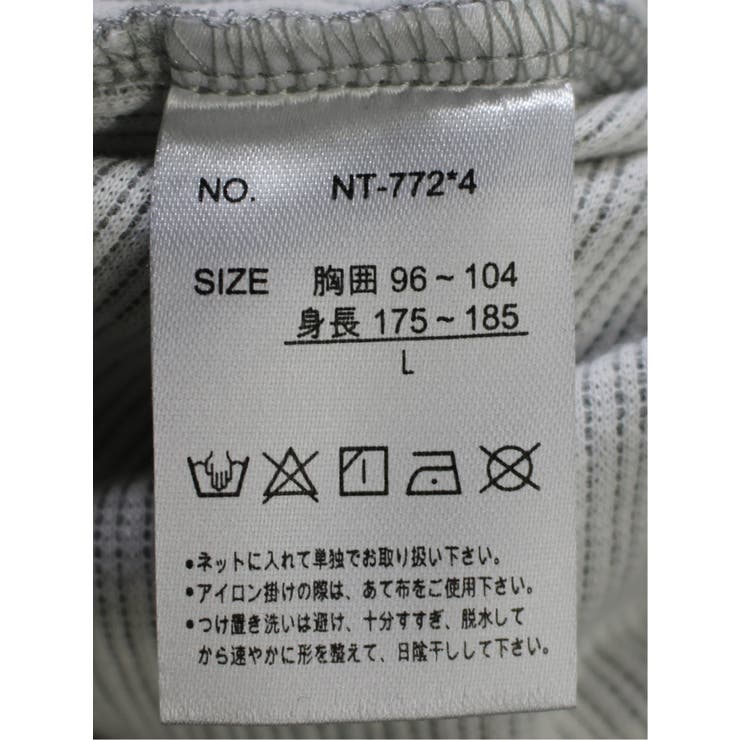 NO. NT-772*4
SIZE 胸囲 96～104
身長 175～185
L
•ネットに入れて単独でお取り扱い下さい。
•アイロン掛けの際は、あて布をご使用下さい。
•つけ置き洗いは避け、十分すすぎ、脱水して
から速やかに形を整えて、日陰干しして下さい。